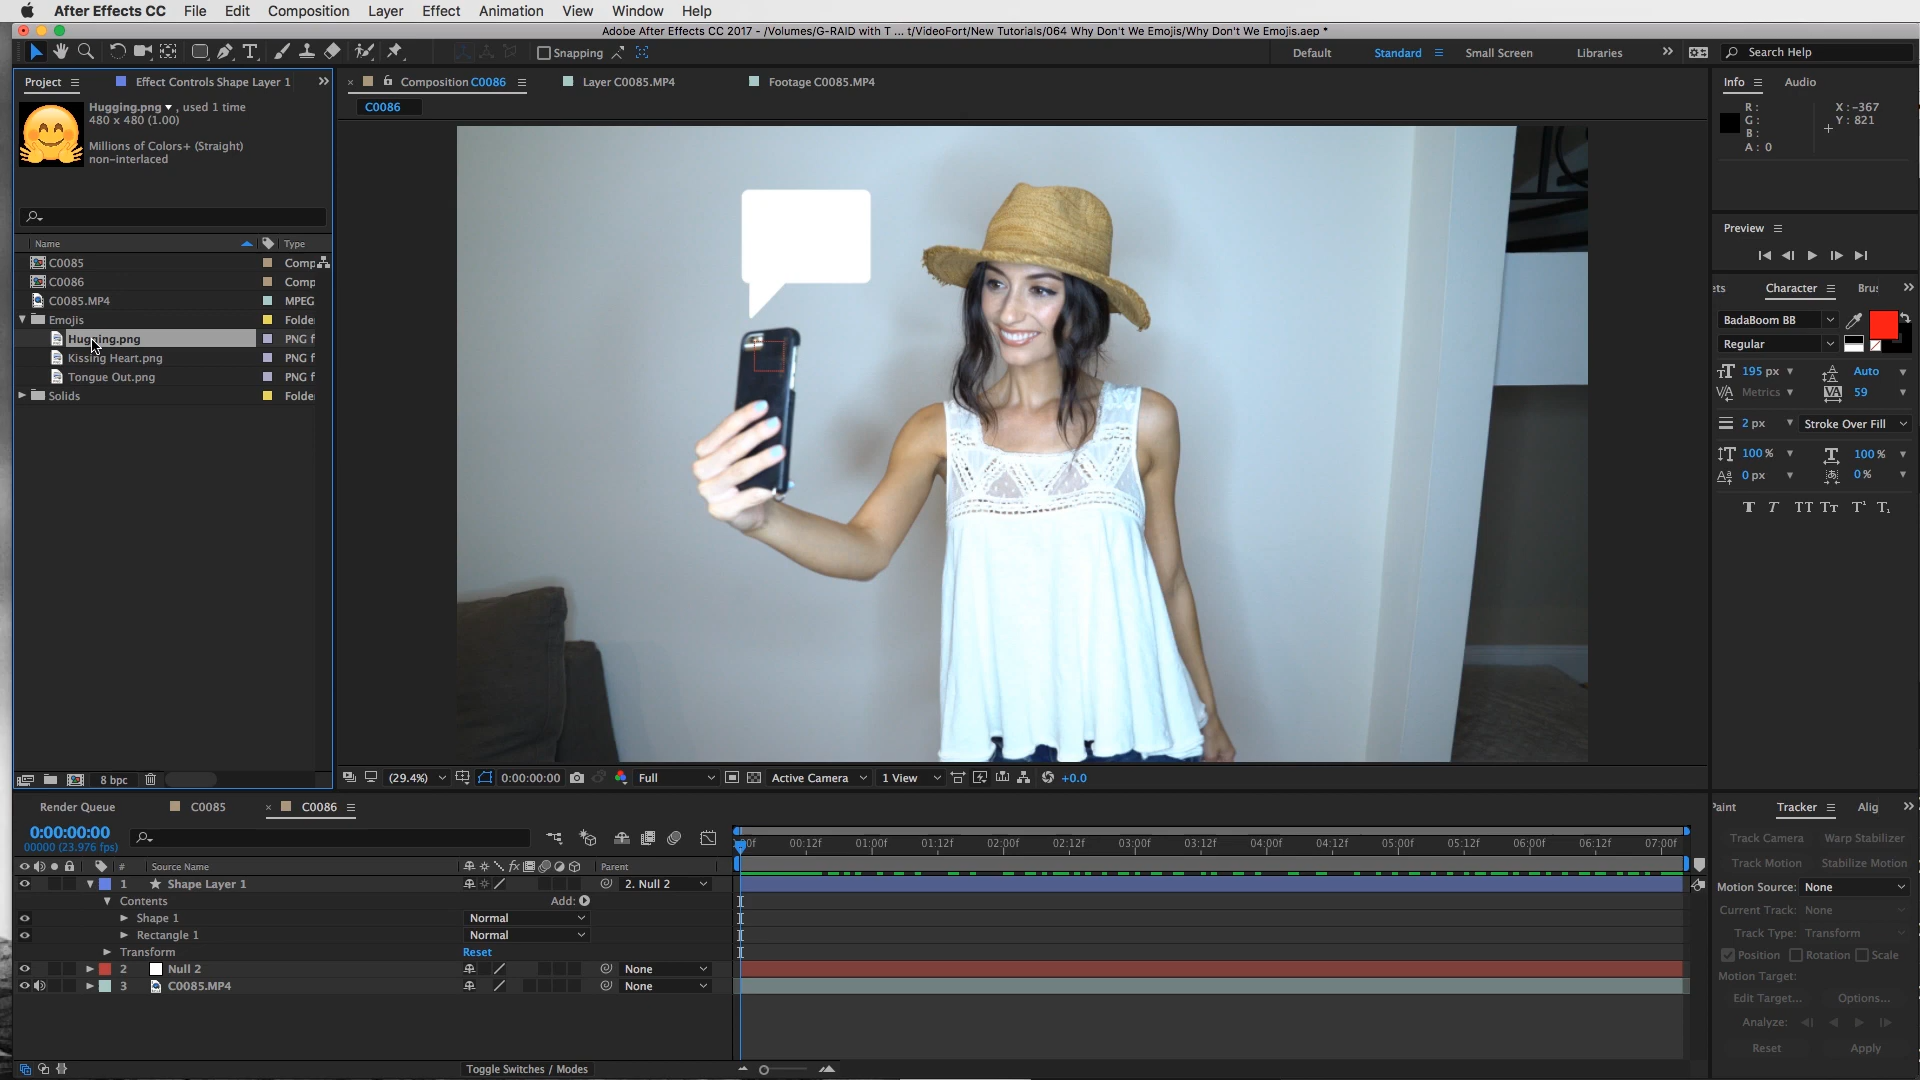 After Effects CC File Edit Composition Layer Effect Animation View Window Help
Adobe After Effects CC 2017 - /Volumes/G-RAID with T ... t/VideoFort/New Tutorials/064 Why Don't We Emojis/Why Don't We Emojis.aep *
Snapping Default Standard Small Screen Libraries Search Help
Project Effect Controls Shape Layer 1
Composition C0086 Layer C0085.MP4 Footage C0085.MP4
Info Audio
Hugging.png , used 1 time
480 x 480 (1.00)
Millions of Colors+ (Straight)
non-interlaced
C0086
R:
G:
B:
A: 0
X: -367
Y: 821
Preview
Name Type
C0085 Comp
C0086 Comp
C0085.MP4 MPEG
Emojis Folde
Hugging.png PNG f
Kissing Heart.png PNG f
Tongue Out.png PNG f
Solids Folde
ets Character Brus
BadaBoom BB
Regular
195 px Auto
Metrics 59
2 px Stroke Over Fill
100 % 100 %
0 px 0 %
T T TT Tt T¹ T₁
8 bpc
(29.4%) 0:00:00:00 Full Active Camera 1 View +0.0
Render Queue C0085 C0086
0:00:00:00
00000 (23.976 fps)
:00f 00:12f 01:00f 01:12f 02:00f 02:12f 03:00f 03:12f 04:00f 04:12f 05:00f 05:12f 06:00f 06:12f 07:00f
# Source Name fx Parent
1 Shape Layer 1 2. Null 2
Contents Add:
Shape 1 Normal
Rectangle 1 Normal
Transform Reset
2 Null 2 None
3 C0085.MP4 None
Toggle Switches / Modes
Paint Tracker Alig
Track Camera Warp Stabilizer
Track Motion Stabilize Motion
Motion Source: None
Current Track: None
Track Type: Transform
Position Rotation Scale
Motion Target:
Edit Target... Options...
Analyze:
Reset Apply